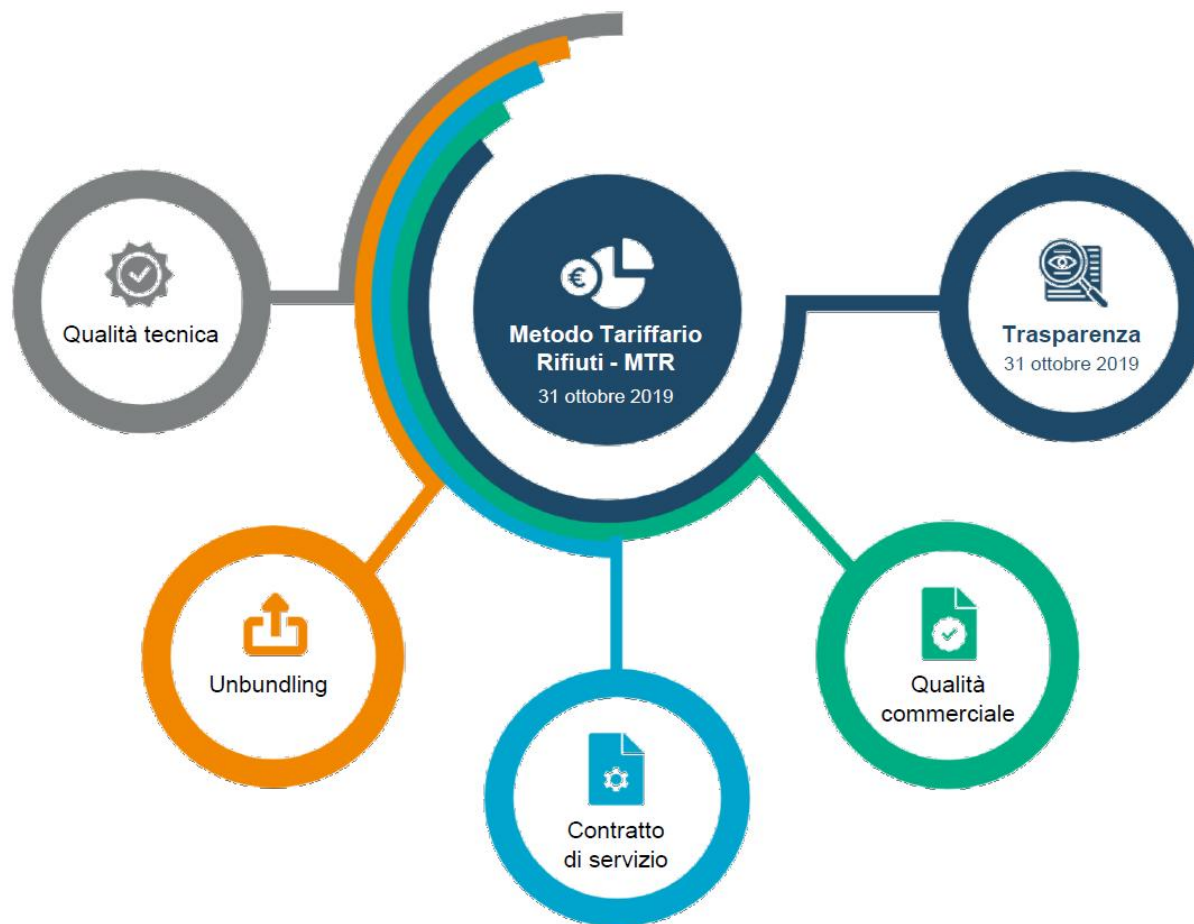 Metodo Tariffario
Rifiuti - MTR
31 ottobre 2019
€
Qualità tecnica
Trasparenza
31 ottobre 2019
Unbundling
Qualità
commerciale
Contratto
di servizio